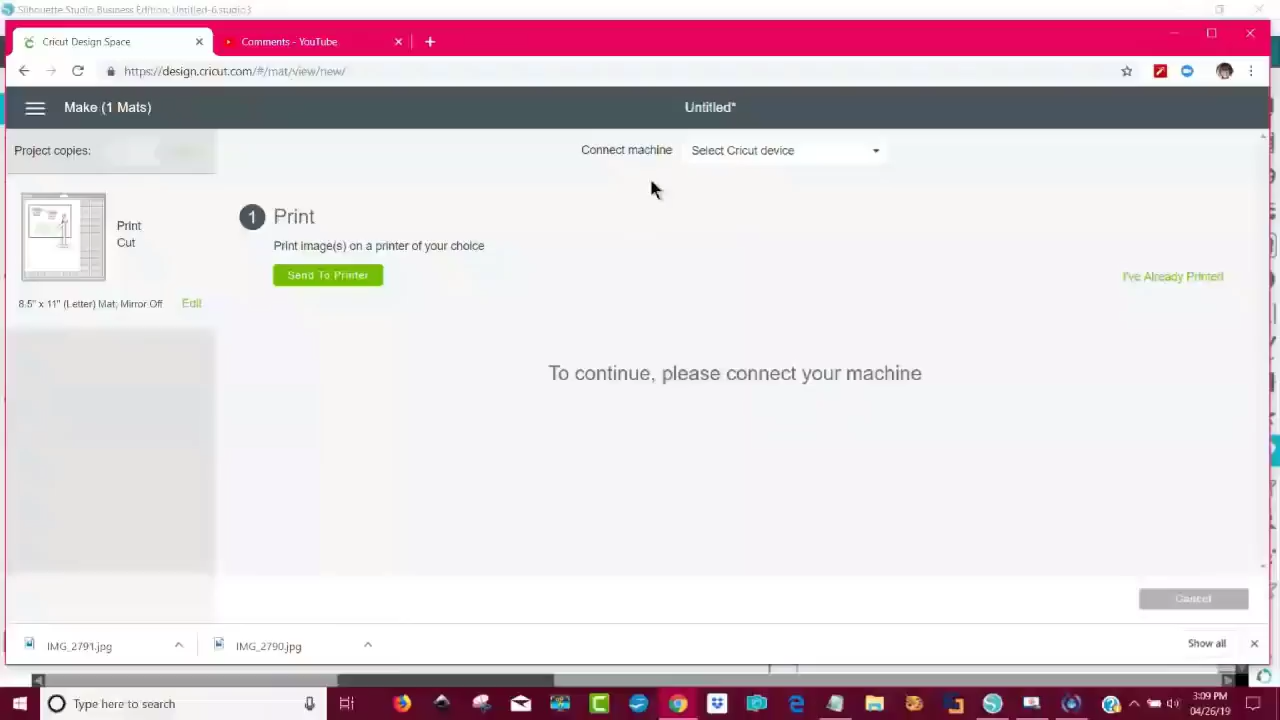 Silhouette Studio Business Edition: Untitled-6.studio3
Cricut Design Space
Comments - YouTube
https://design.cricut.com/#/mat/view/new/
Make (1 Mats)
Untitled*
Project copies:
Connect machine
Select Cricut device
Print
Cut
1 Print
Print image(s) on a printer of your choice
Send To Printer
I've Already Printed!
8.5" x 11" (Letter) Mat; Mirror Off
Edit
To continue, please connect your machine
Cancel
IMG_2791.jpg
IMG_2790.jpg
Show all
Type here to search
3:09 PM
04/26/19